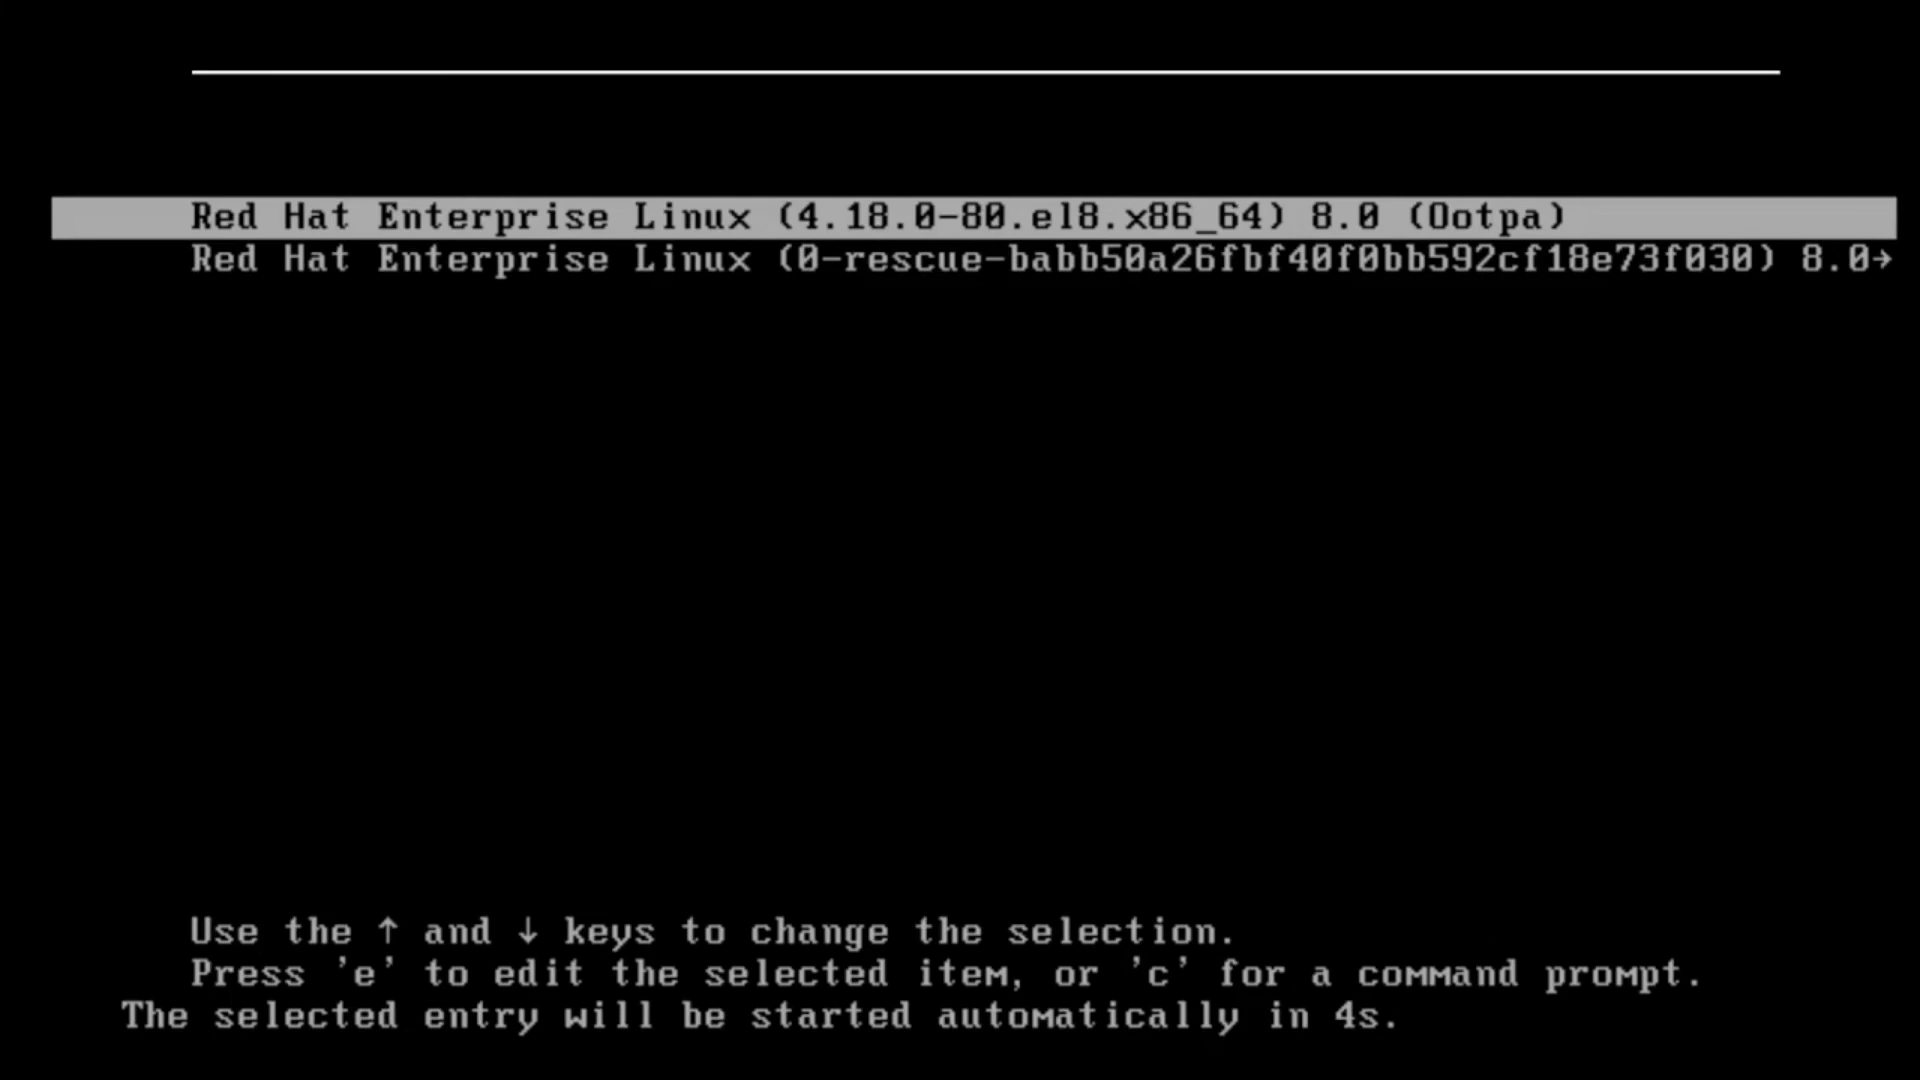 Red Hat Enterprise Linux (4.18.0-80.el8.x86_64) 8.0 (Ootpa)
Red Hat Enterprise Linux (0-rescue-babb50a26fbf40f0bb592cf18e73f030) 8.0→
Use the ↑ and ↓ keys to change the selection.
Press 'e' to edit the selected item, or 'c' for a command prompt.
The selected entry will be started automatically in 4s.